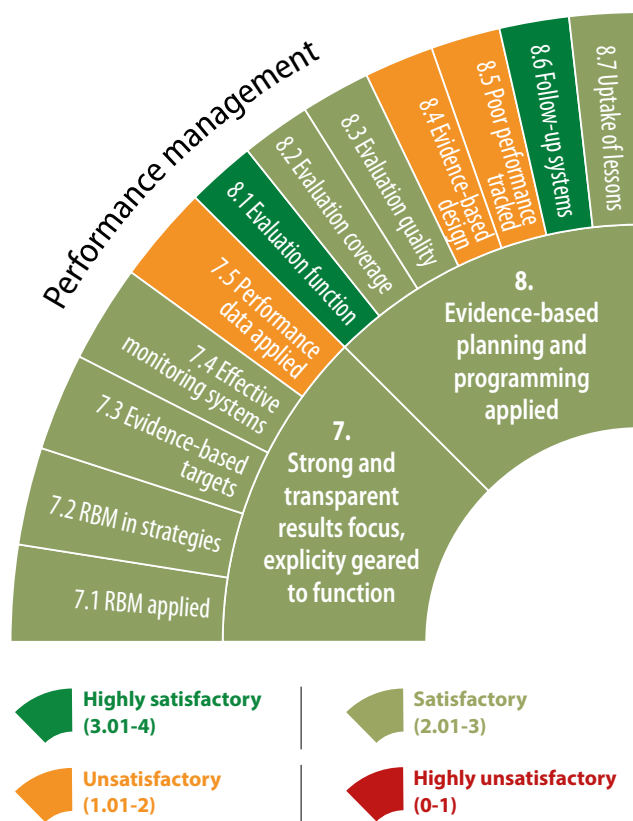 Performance management
7.1 RBM applied
7.2 RBM in strategies
7.3 Evidence-based
targets
7.4 Effective
monitoring systems
7.5 Performance
data applied
8.1 Evaluation function
8.2 Evaluation coverage
8.3 Evaluation quality
8.4 Evidence-based
design
8.5 Poor performance
tracked
8.6 Follow-up systems
8.7 Uptake of lessons
7.
Strong and
transparent
results focus,
explicity geared
to function
8.
Evidence-based
planning and
programming
applied
Highly satisfactory
(3.01-4)
Satisfactory
(2.01-3)
Unsatisfactory
(1.01-2)
Highly unsatisfactory
(0-1)